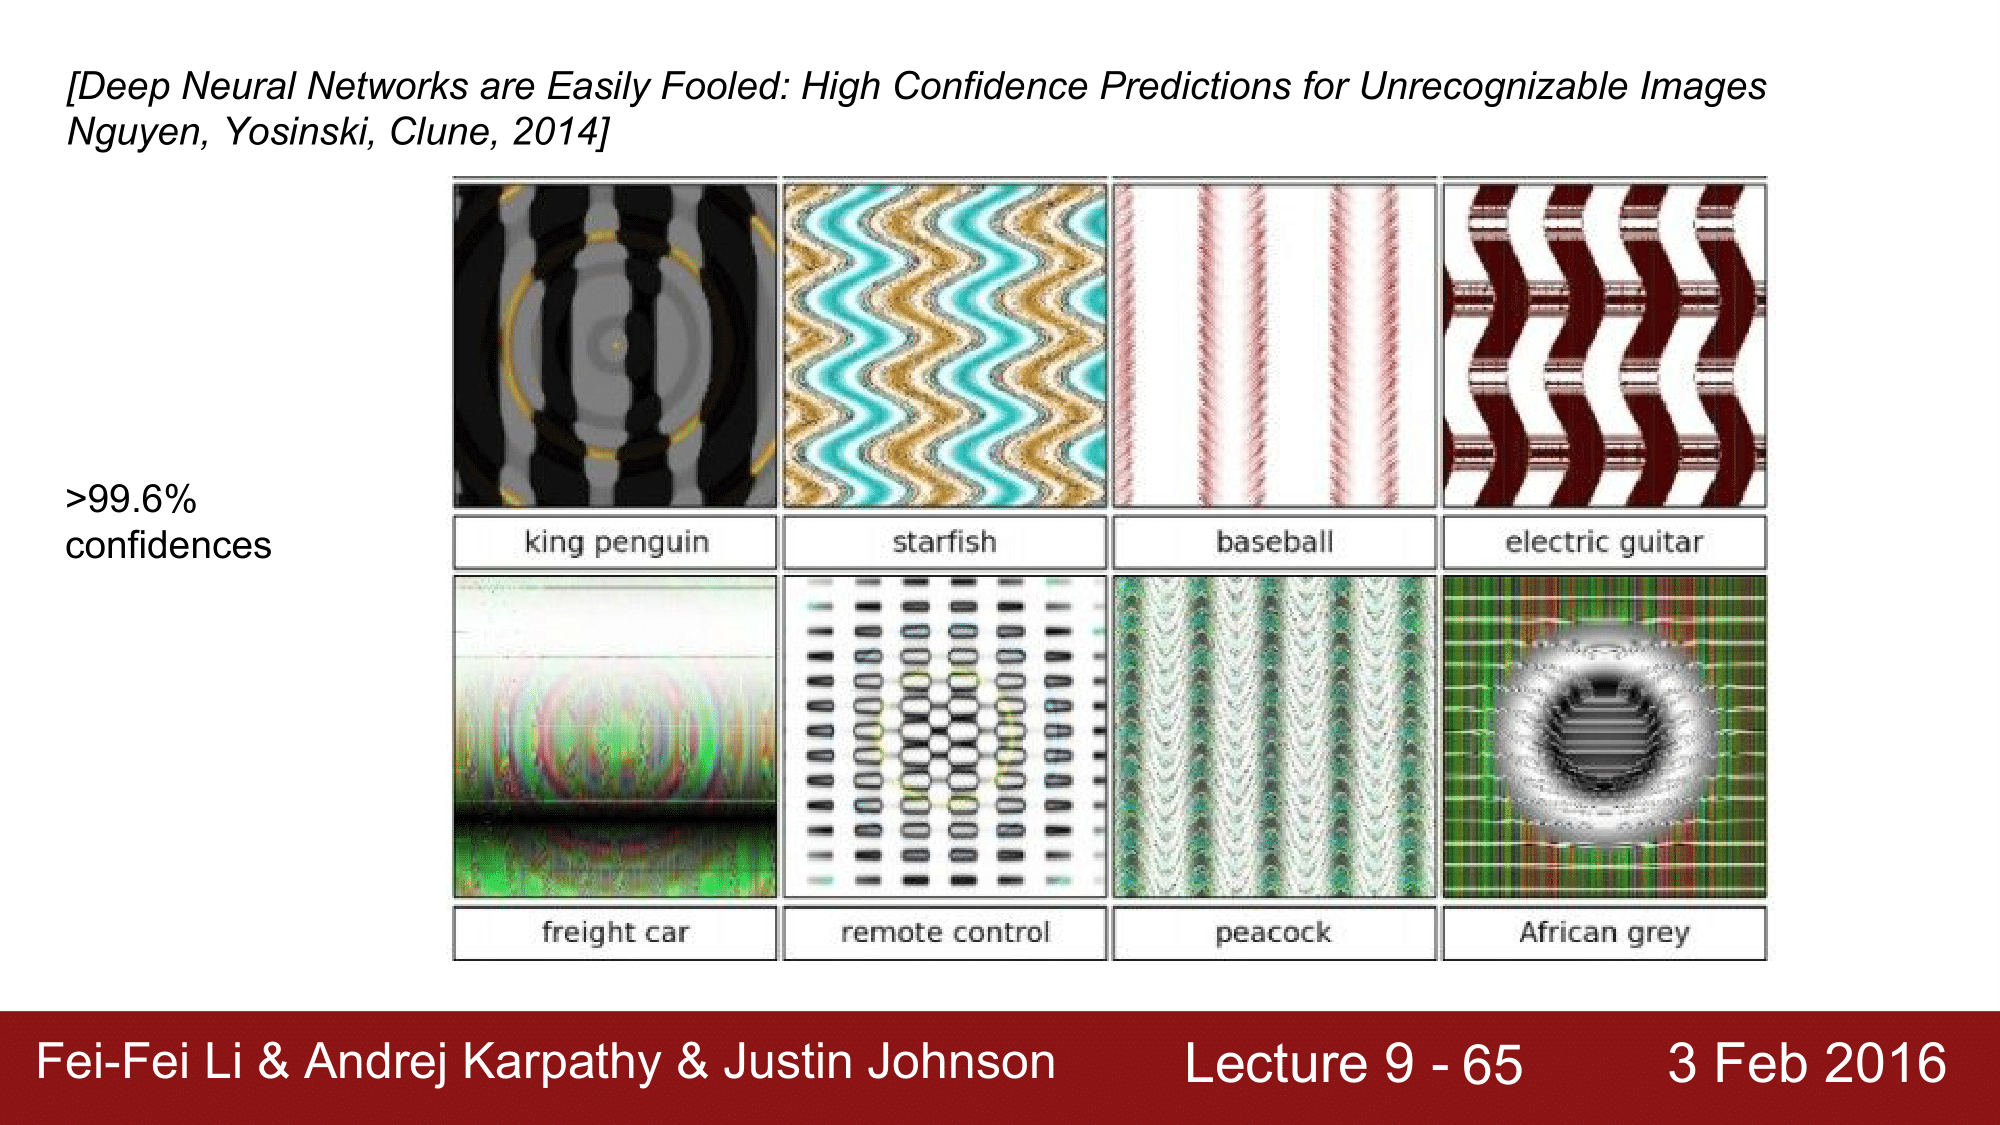 [Deep Neural Networks are Easily Fooled: High Confidence Predictions for Unrecognizable Images
Nguyen, Yosinski, Clune, 2014]
>99.6%
confidences
king penguin
starfish
baseball
electric guitar
freight car
remote control
peacock
African grey
Fei-Fei Li & Andrej Karpathy & Justin Johnson
Lecture 9 - 65
3 Feb 2016